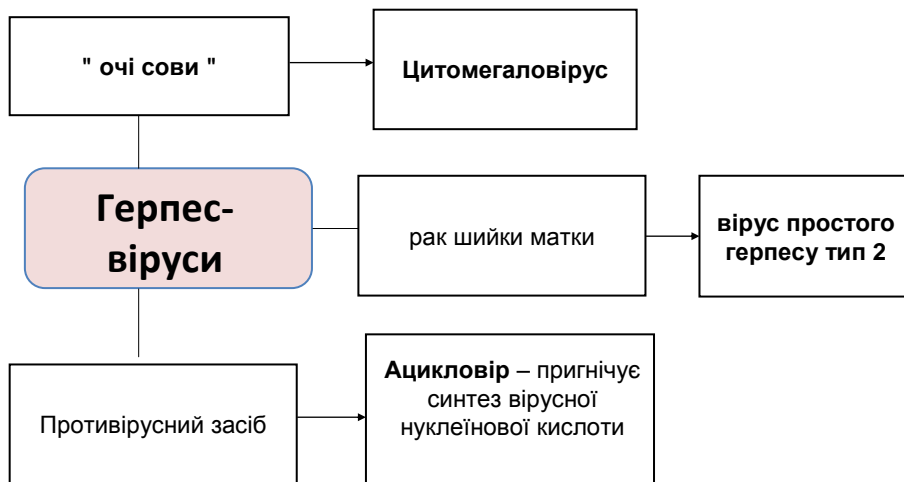 " очі сови "
Цитомегаловірус
Герпес-
віруси
рак шийки матки
вірус простого
герпесу тип 2
Противірусний засіб
Ацикловір – пригнічує
синтез вірусної
нуклеїнової кислоти